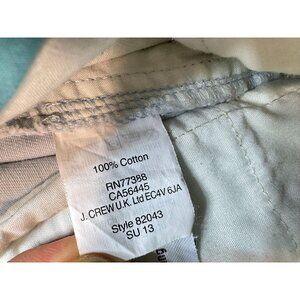 100% Cotton
RN77388
CA56445
J. CREW U.K. Ltd EC4V 6JA
Style 82043
SU 13